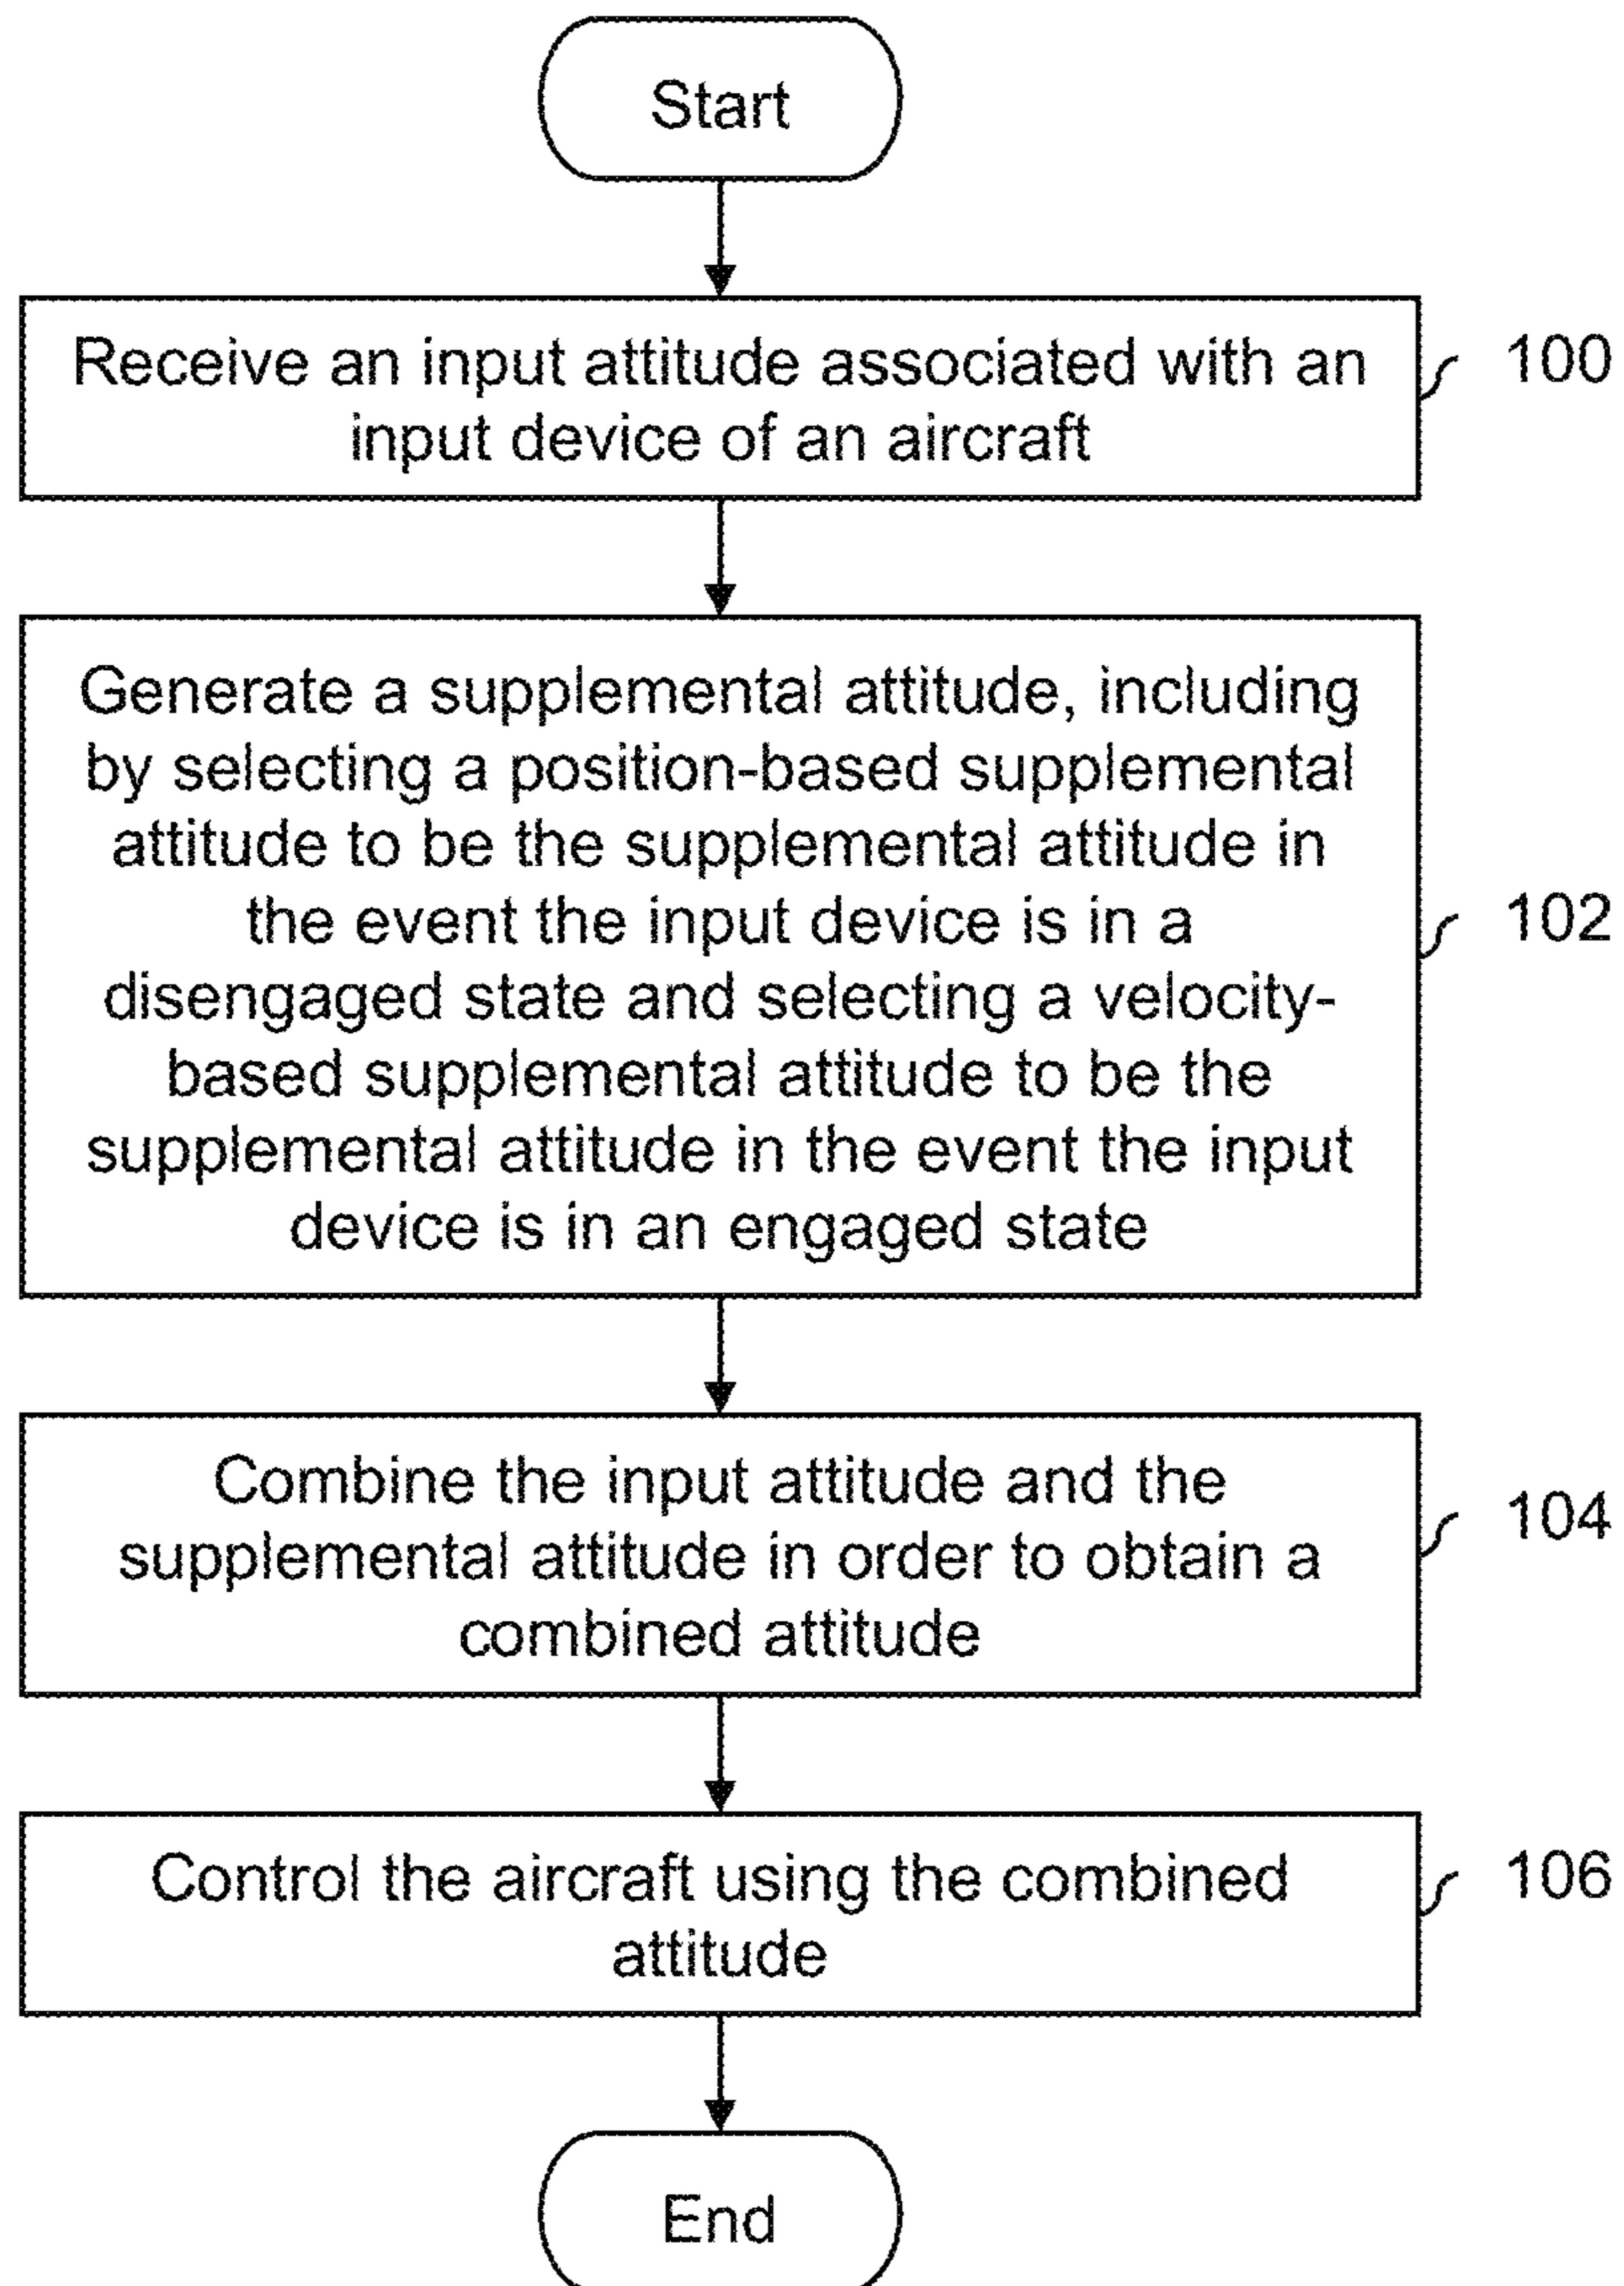 Start
Receive an input attitude associated with an
input device of an aircraft
100
Generate a supplemental attitude, including
by selecting a position-based supplemental
attitude to be the supplemental attitude in
the event the input device is in a
disengaged state and selecting a velocity-
based supplemental attitude to be the
supplemental attitude in the event the input
device is in an engaged state
102
Combine the input attitude and the
supplemental attitude in order to obtain a
combined attitude
104
Control the aircraft using the combined
attitude
106
End